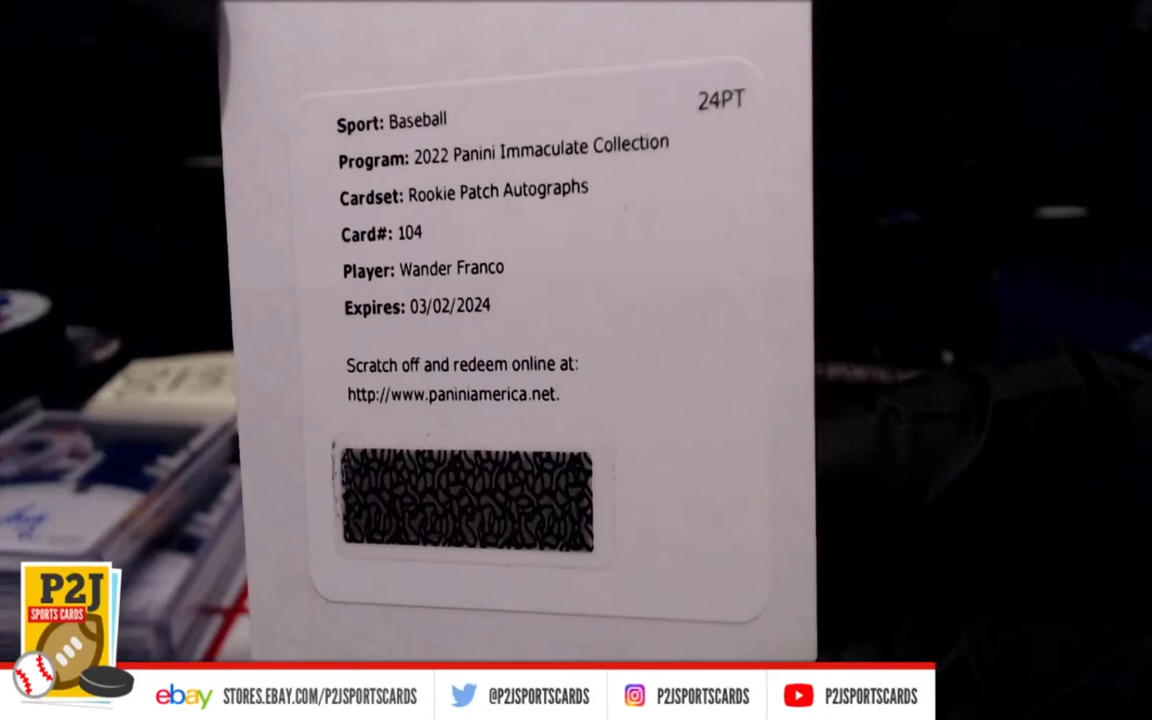 24PT
Sport: Baseball
Program: 2022 Panini Immaculate Collection
Cardset: Rookie Patch Autographs
Card#: 104
Player: Wander Franco
Expires: 03/02/2024
Scratch off and redeem online at:
http://www.paniniamerica.net.
P2J
SPORTS CARDS
ebay STORES.EBAY.COM/P2JSPORTSCARDS
@P2JSPORTSCARDS
P2JSPORTSCARDS
P2JSPORTSCARDS